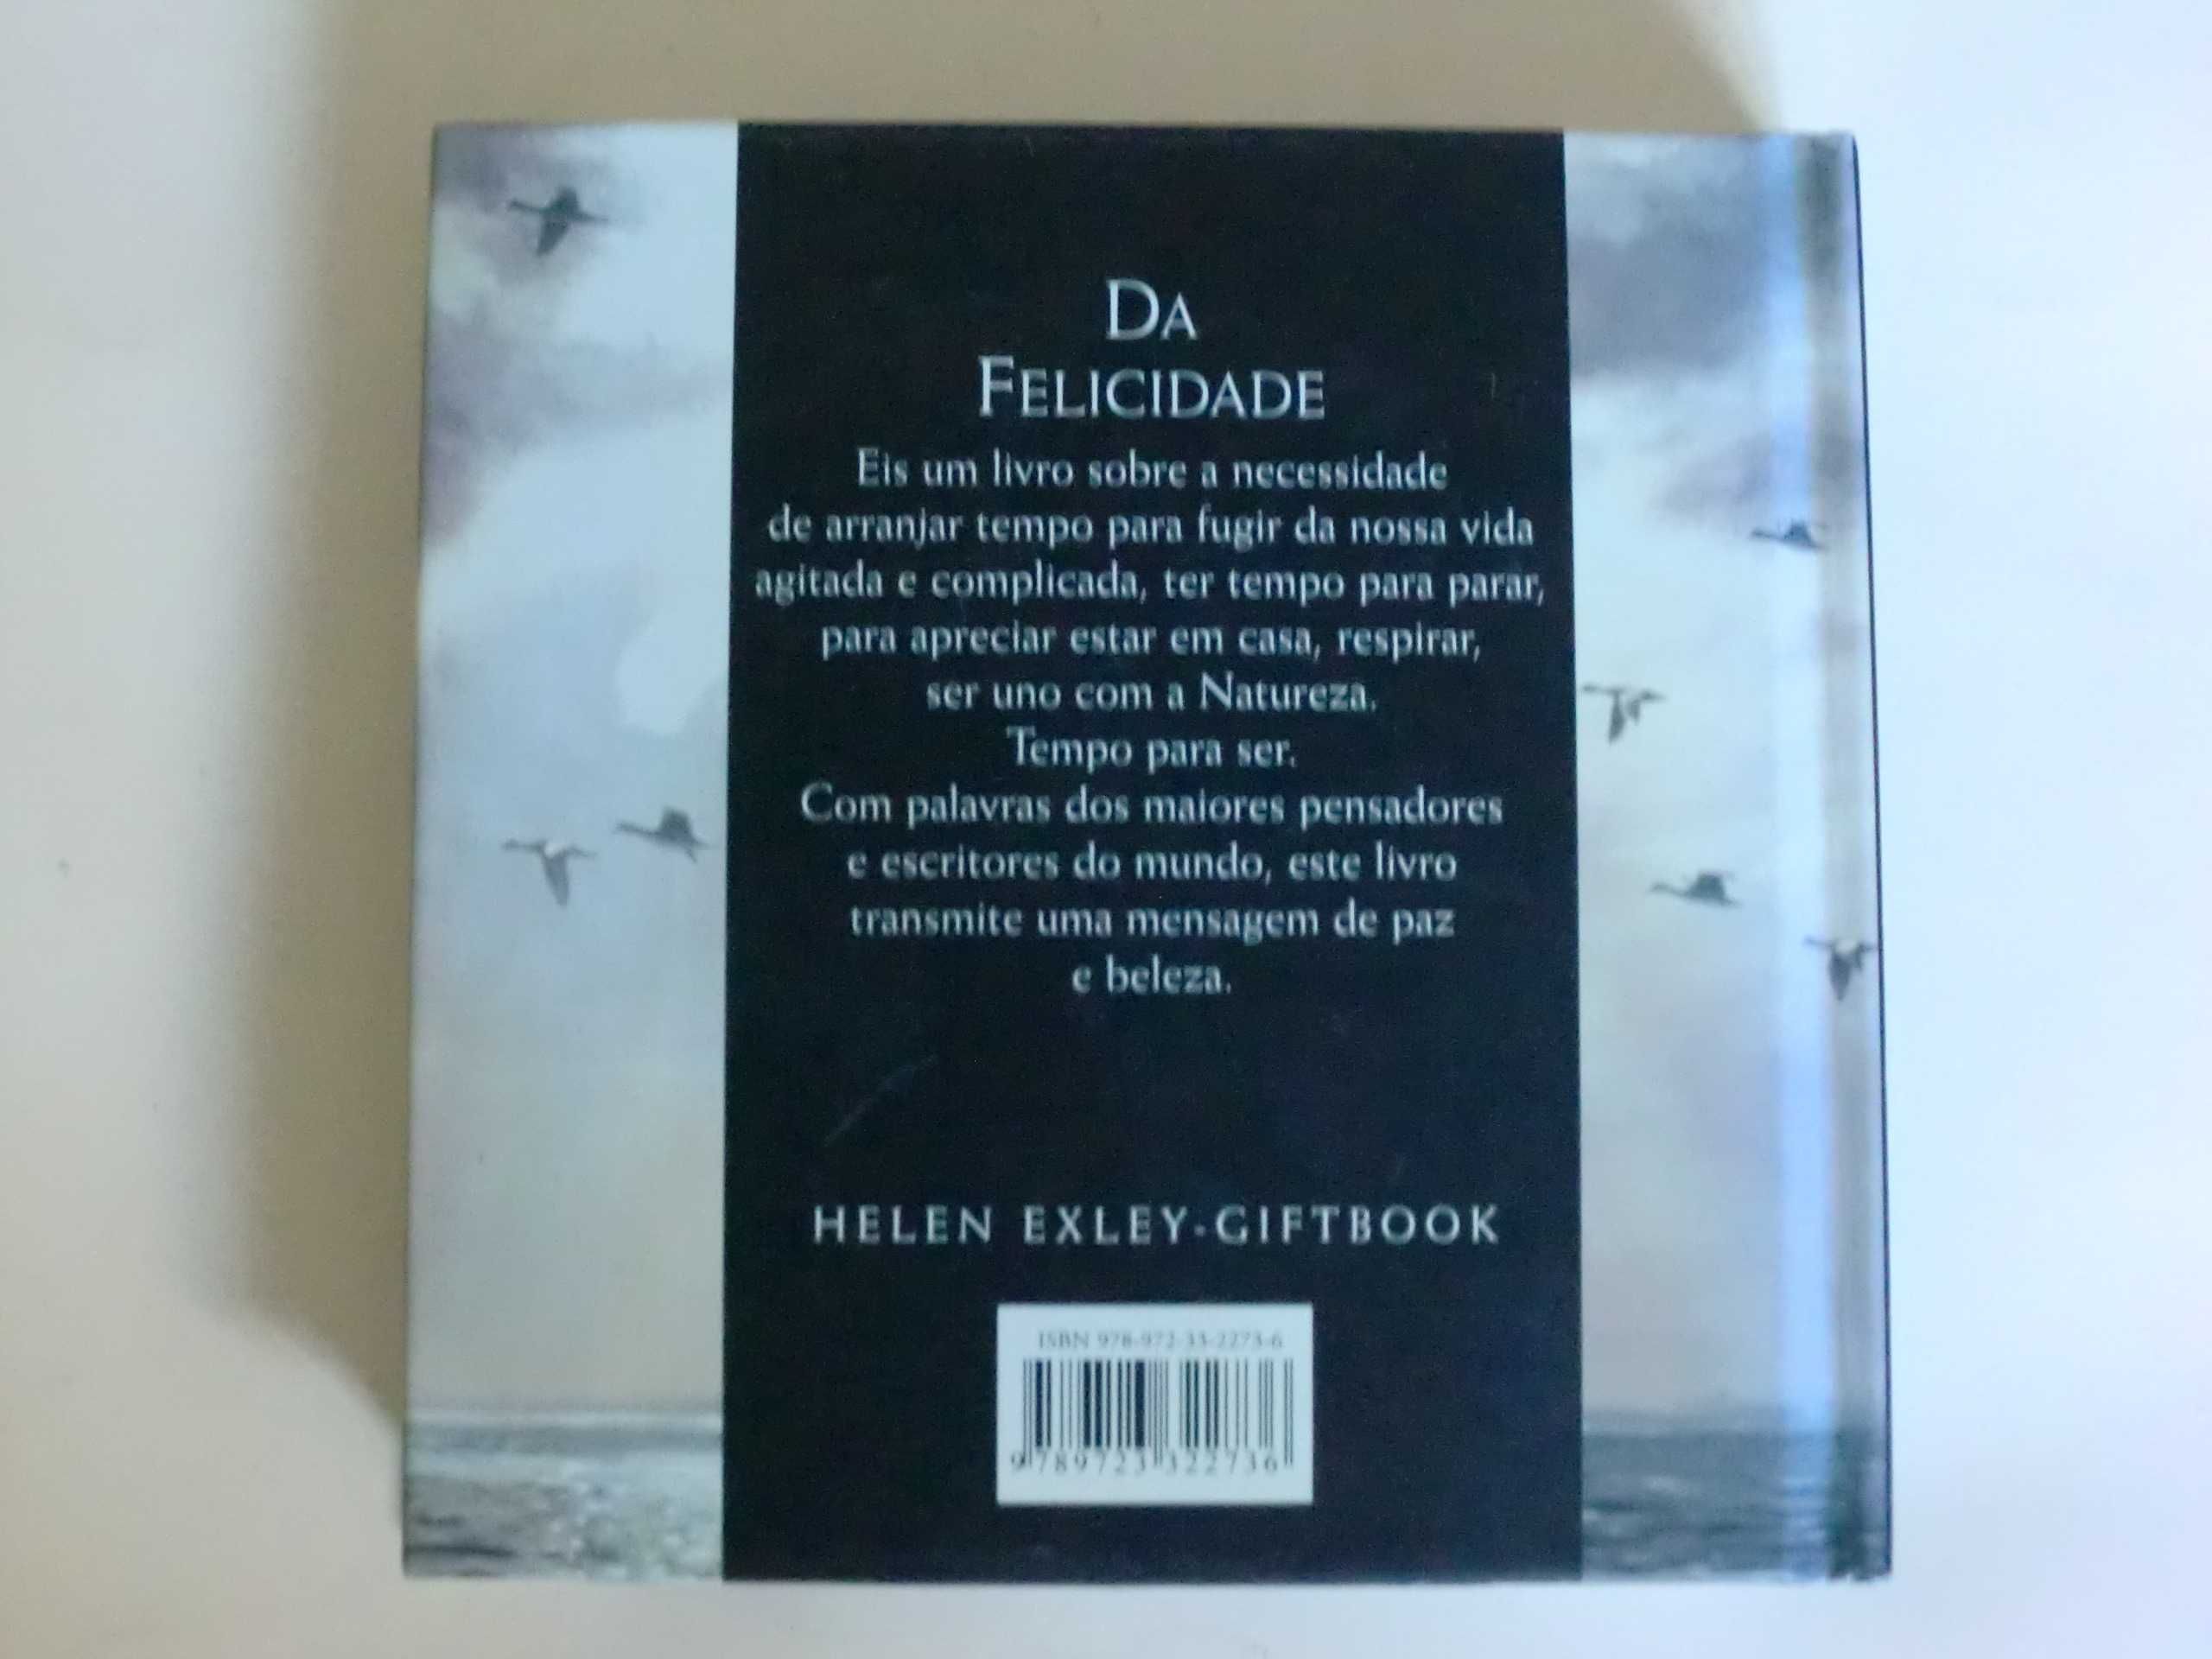 DA
FELICIDADE
Eis um livro sobre a necessidade
de arranjar tempo para fugir da nossa vida
agitada e complicada, ter tempo para parar,
para apreciar estar em casa, respirar,
ser uno com a Natureza.
Tempo para ser.
Com palavras dos maiores pensadores
e escritores do mundo, este livro
transmite uma mensagem de paz
e beleza.
HELEN EXLEY-GIFTBOOK
ISBN 978-972-33-2273-6
9 789723 322736